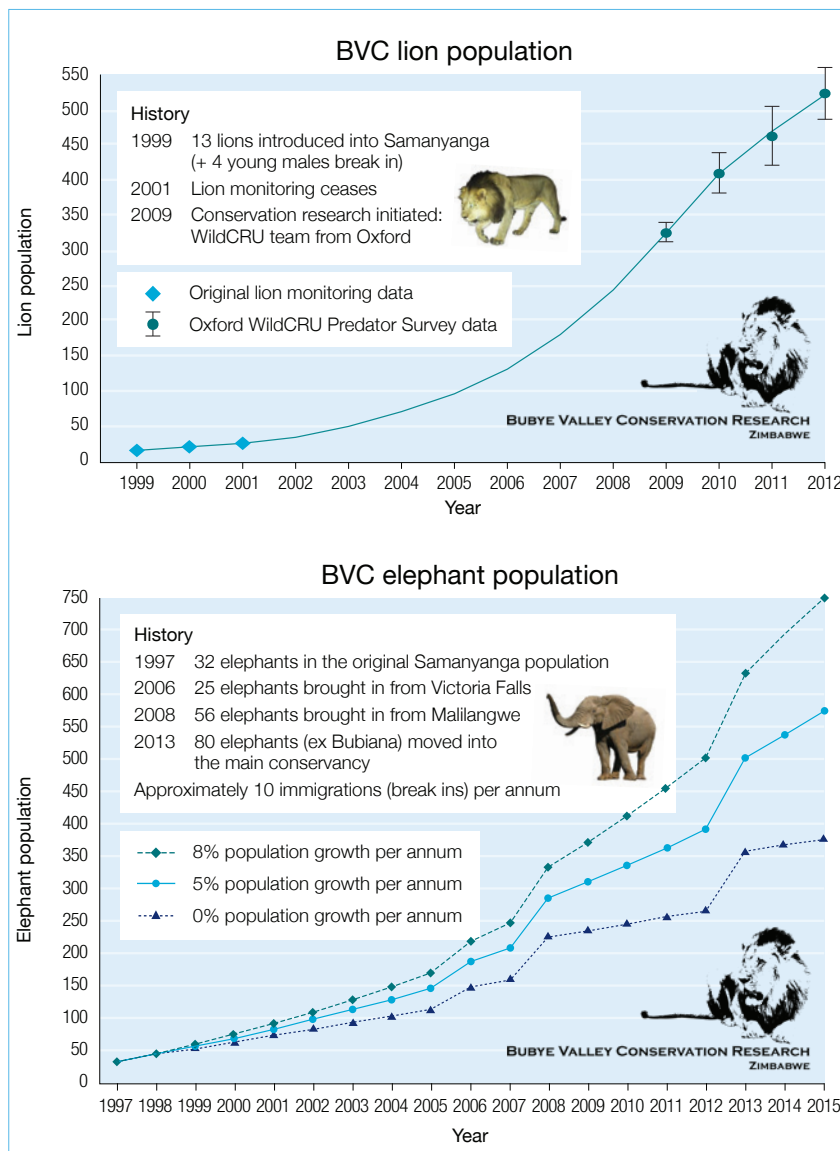 BVC lion population
550
500
450
400
350
300
250
200
150
100
50
0
Lion population
History
1999 13 lions introduced into Samanyanga
(+ 4 young males break in)
2001 Lion monitoring ceases
2009 Conservation research initiated:
WildCRU team from Oxford
Original lion monitoring data
Oxford WildCRU Predator Survey data
BUBYE VALLEY CONSERVATION RESEARCH
ZIMBABWE
1999 2000 2001 2002 2003 2004 2005 2006 2007 2008 2009 2010 2011 2012
Year
BVC elephant population
750
700
650
600
550
500
450
400
350
300
250
200
150
100
50
0
Elephant population
History
1997 32 elephants in the original Samanyanga population
2006 25 elephants brought in from Victoria Falls
2008 56 elephants brought in from Malilangwe
2013 80 elephants (ex Bubiana) moved into
the main conservancy
Approximately 10 immigrations (break ins) per annum
8% population growth per annum
5% population growth per annum
0% population growth per annum
BUBYE VALLEY CONSERVATION RESEARCH
ZIMBABWE
1997 1998 1999 2000 2001 2002 2003 2004 2005 2006 2007 2008 2009 2010 2011 2012 2013 2014 2015
Year